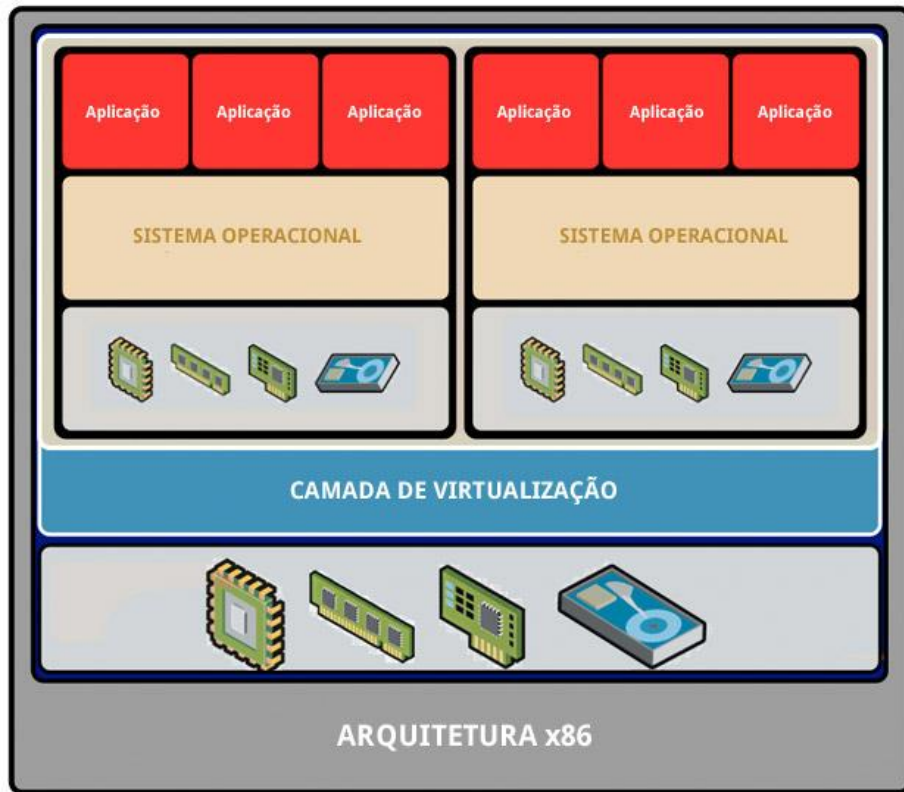 Aplicação Aplicação Aplicação Aplicação Aplicação Aplicação
SISTEMA OPERACIONAL SISTEMA OPERACIONAL
CAMADA DE VIRTUALIZAÇÃO
ARQUITETURA x86